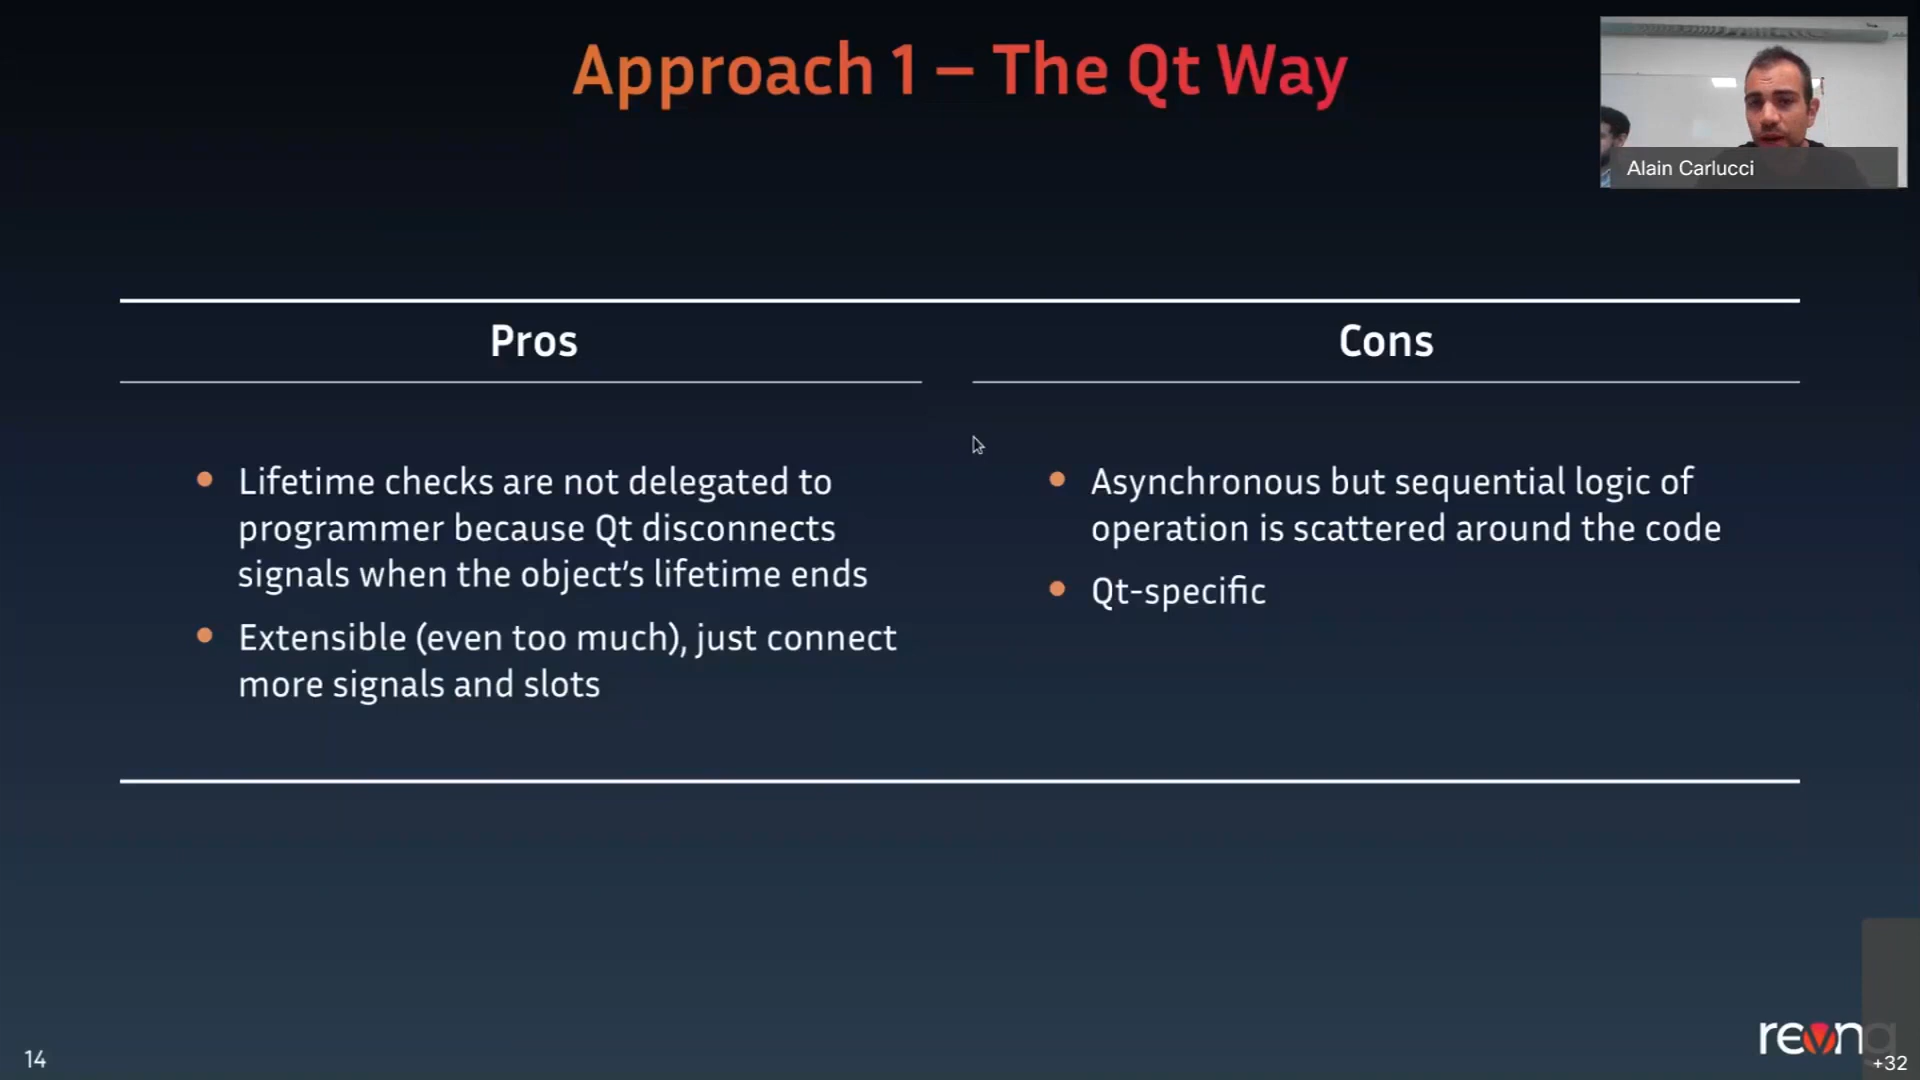 Approach 1 – The Qt Way
Alain Carlucci
Pros
Cons
Lifetime checks are not delegated to
programmer because Qt disconnects
signals when the object’s lifetime ends
Extensible (even too much), just connect
more signals and slots
Asynchronous but sequential logic of
operation is scattered around the code
Qt-specific
revng
14
+32